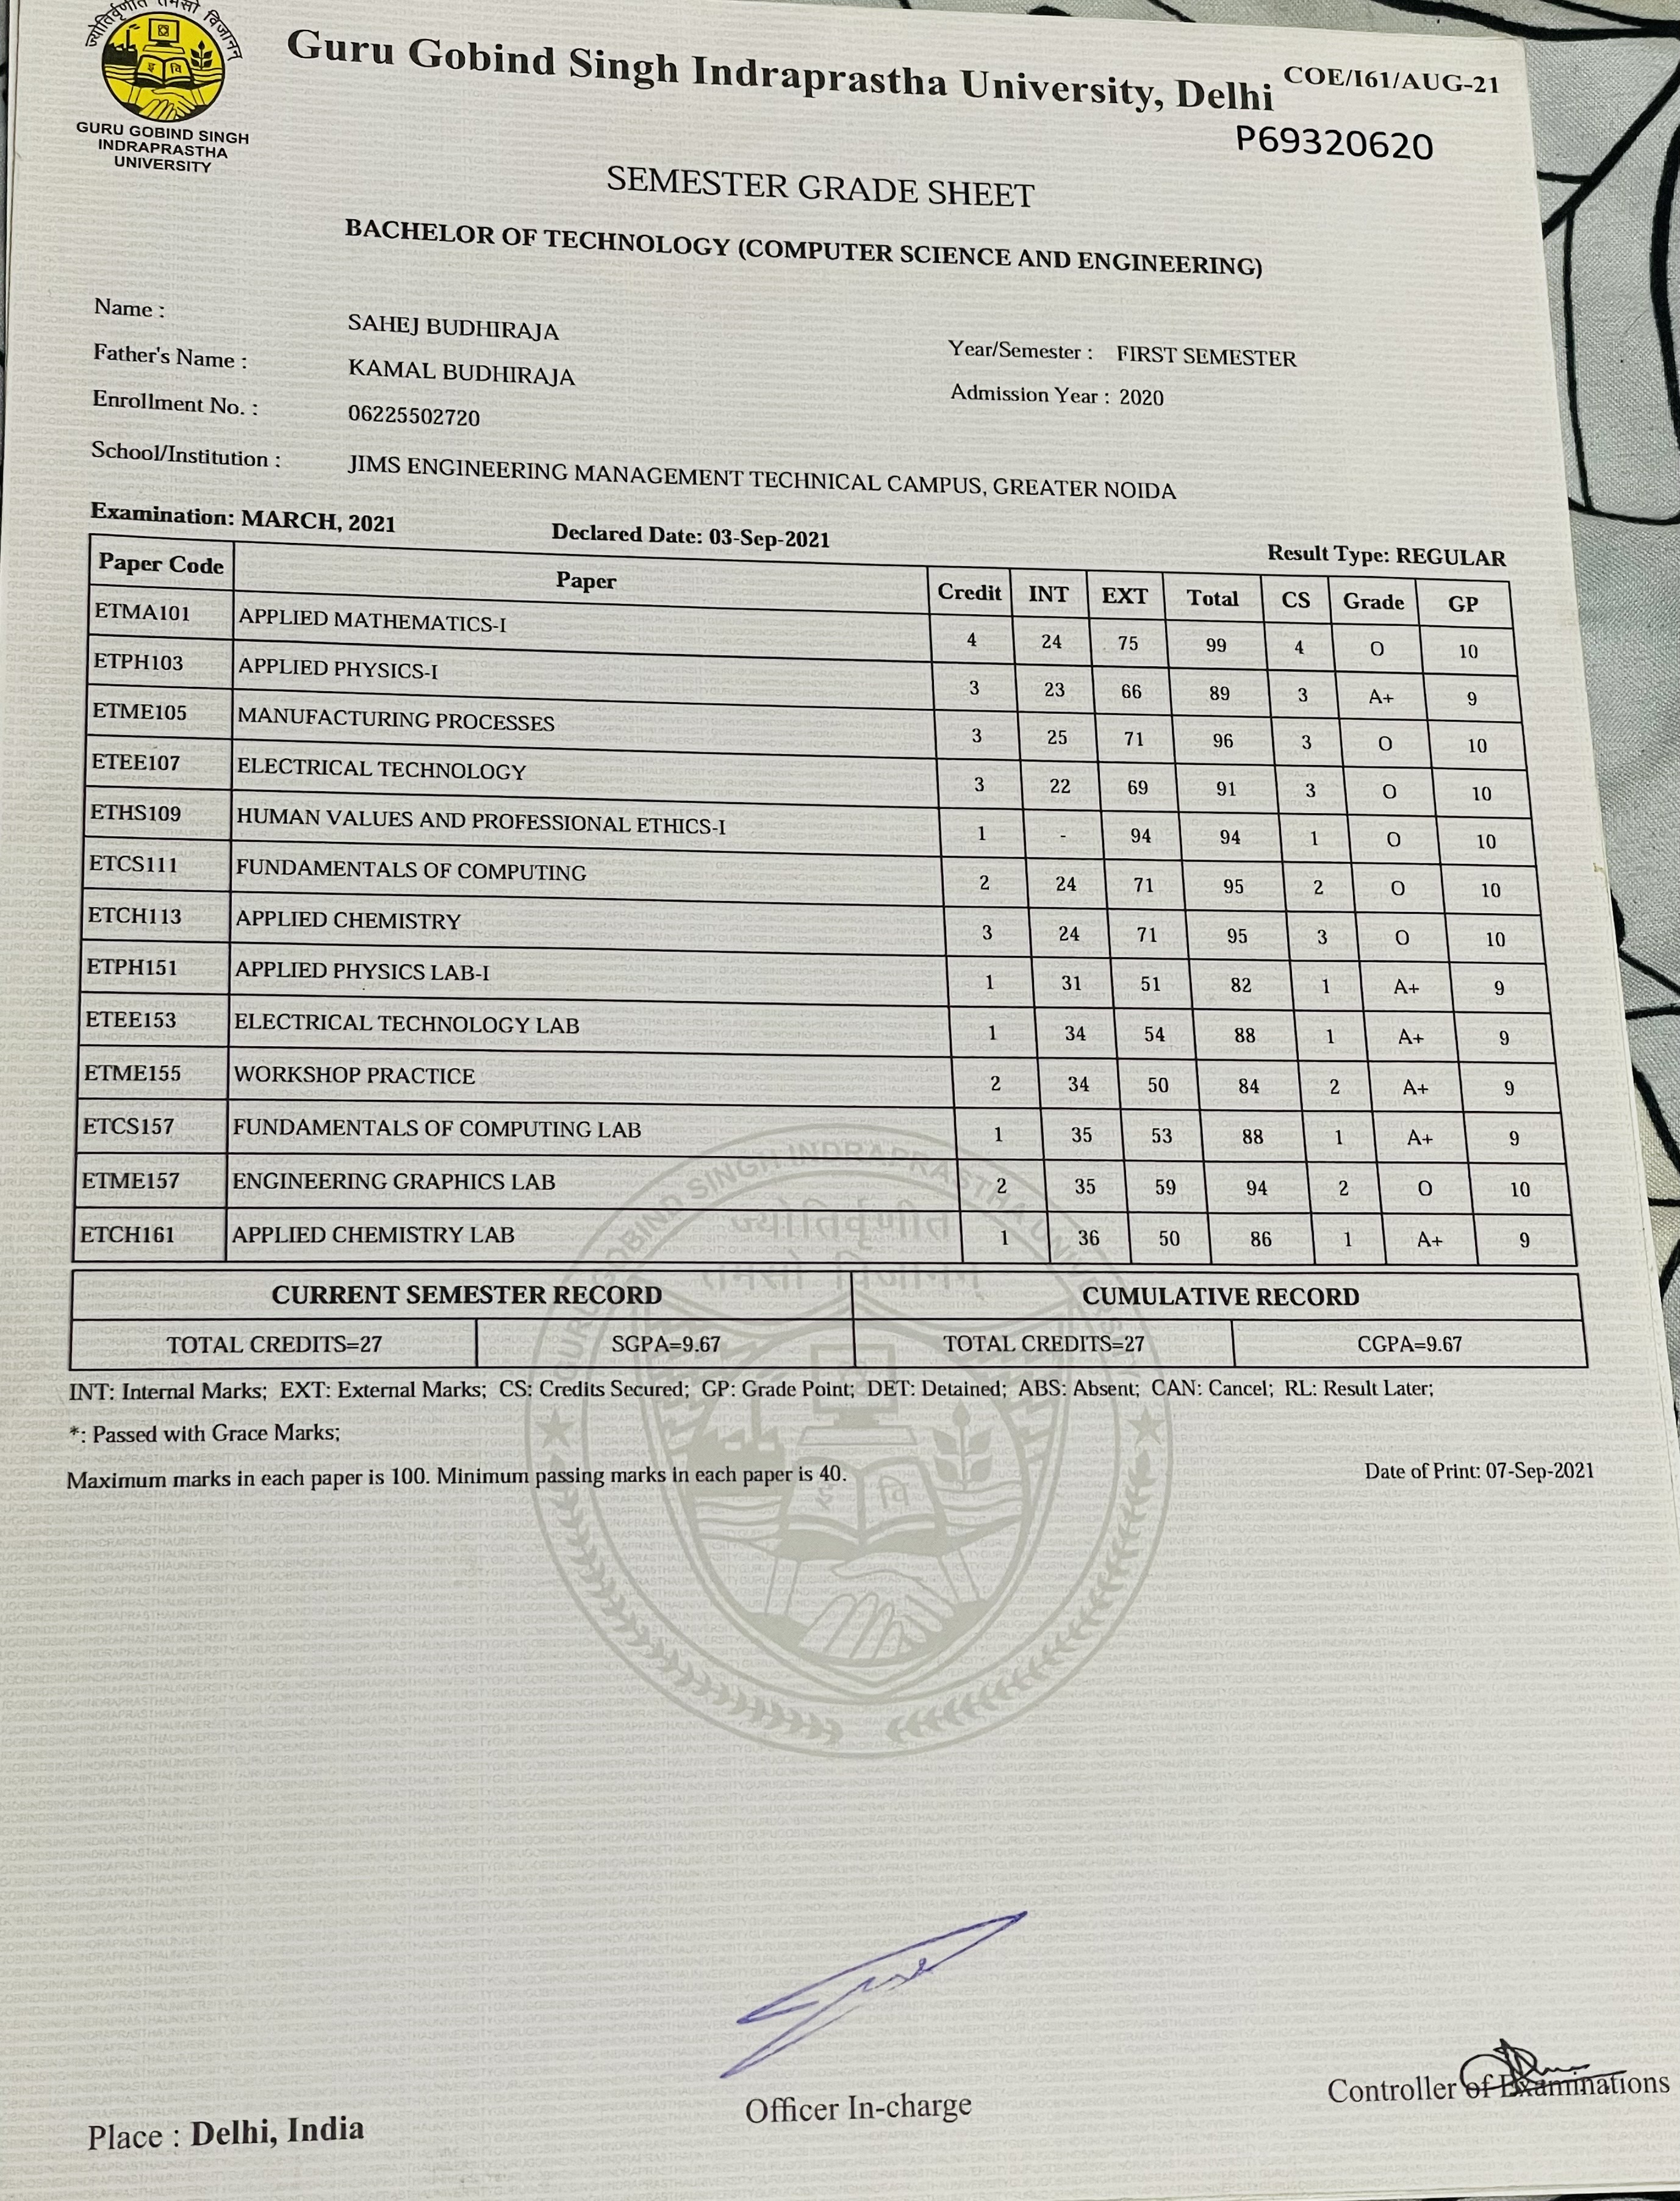 ज्योतिर्वृणीत तमसो विजानन
GURU GOBIND SINGH
INDRAPRASTHA
UNIVERSITY
Guru Gobind Singh Indraprastha University, Delhi
COE/I61/AUG-21
P69320620
SEMESTER GRADE SHEET
BACHELOR OF TECHNOLOGY (COMPUTER SCIENCE AND ENGINEERING)
Name : SAHEJ BUDHIRAJA
Father's Name : KAMAL BUDHIRAJA Year/Semester : FIRST SEMESTER
Enrollment No. : 06225502720 Admission Year : 2020
School/Institution : JIMS ENGINEERING MANAGEMENT TECHNICAL CAMPUS, GREATER NOIDA
Examination: MARCH, 2021 Declared Date: 03-Sep-2021 Result Type: REGULAR
Paper Code Paper Credit INT EXT Total CS Grade GP
ETMA101 APPLIED MATHEMATICS-I 4 24 75 99 4 O 10
ETPH103 APPLIED PHYSICS-I 3 23 66 89 3 A+ 9
ETME105 MANUFACTURING PROCESSES 3 25 71 96 3 O 10
ETEE107 ELECTRICAL TECHNOLOGY 3 22 69 91 3 O 10
ETHS109 HUMAN VALUES AND PROFESSIONAL ETHICS-I 1 - 94 94 1 O 10
ETCS111 FUNDAMENTALS OF COMPUTING 2 24 71 95 2 O 10
ETCH113 APPLIED CHEMISTRY 3 24 71 95 3 O 10
ETPH151 APPLIED PHYSICS LAB-I 1 31 51 82 1 A+ 9
ETEE153 ELECTRICAL TECHNOLOGY LAB 1 34 54 88 1 A+ 9
ETME155 WORKSHOP PRACTICE 2 34 50 84 2 A+ 9
ETCS157 FUNDAMENTALS OF COMPUTING LAB 1 35 53 88 1 A+ 9
ETME157 ENGINEERING GRAPHICS LAB 2 35 59 94 2 O 10
ETCH161 APPLIED CHEMISTRY LAB 1 36 50 86 1 A+ 9
CURRENT SEMESTER RECORD CUMULATIVE RECORD
TOTAL CREDITS=27 SGPA=9.67 TOTAL CREDITS=27 CGPA=9.67
INT: Internal Marks; EXT: External Marks; CS: Credits Secured; GP: Grade Point; DET: Detained; ABS: Absent; CAN: Cancel; RL: Result Later;
*: Passed with Grace Marks;
Maximum marks in each paper is 100. Minimum passing marks in each paper is 40. Date of Print: 07-Sep-2021
GURU GOBIND SINGH INDRAPRASTHA UNIVERSITY
ज्योतिर्वृणीत
तमसो विजानन्
वि
Officer In-charge
Controller of Examinations
Place : Delhi, India